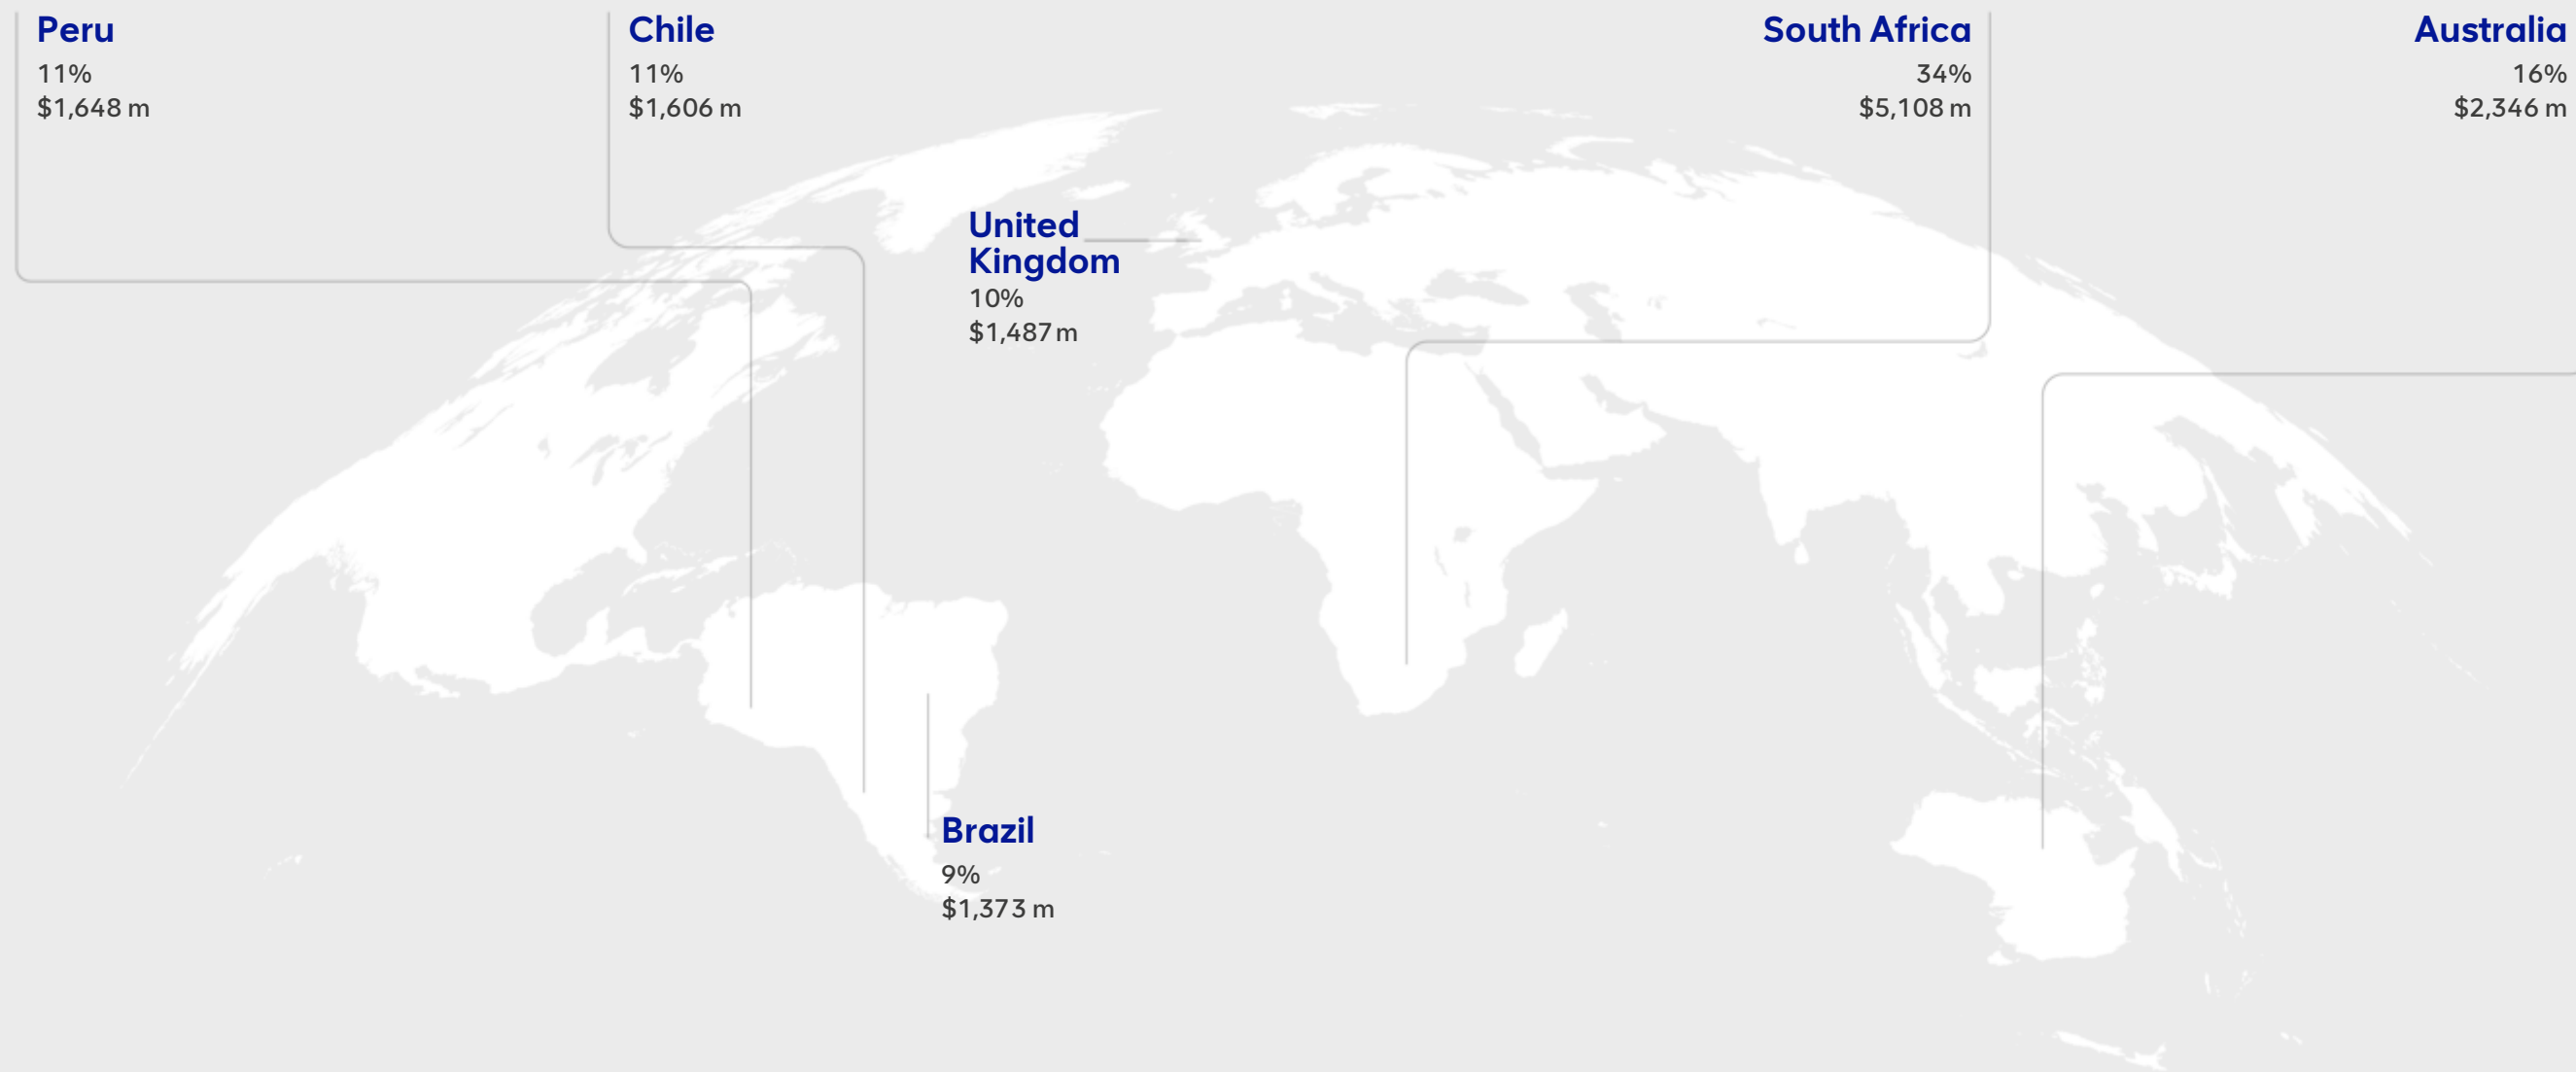 Peru
11%
$1,648 m
Chile
11%
$1,606 m
South Africa
34%
$5,108 m
Australia
16%
$2,346 m
United
Kingdom
10%
$1,487 m
Brazil
9%
$1,373 m